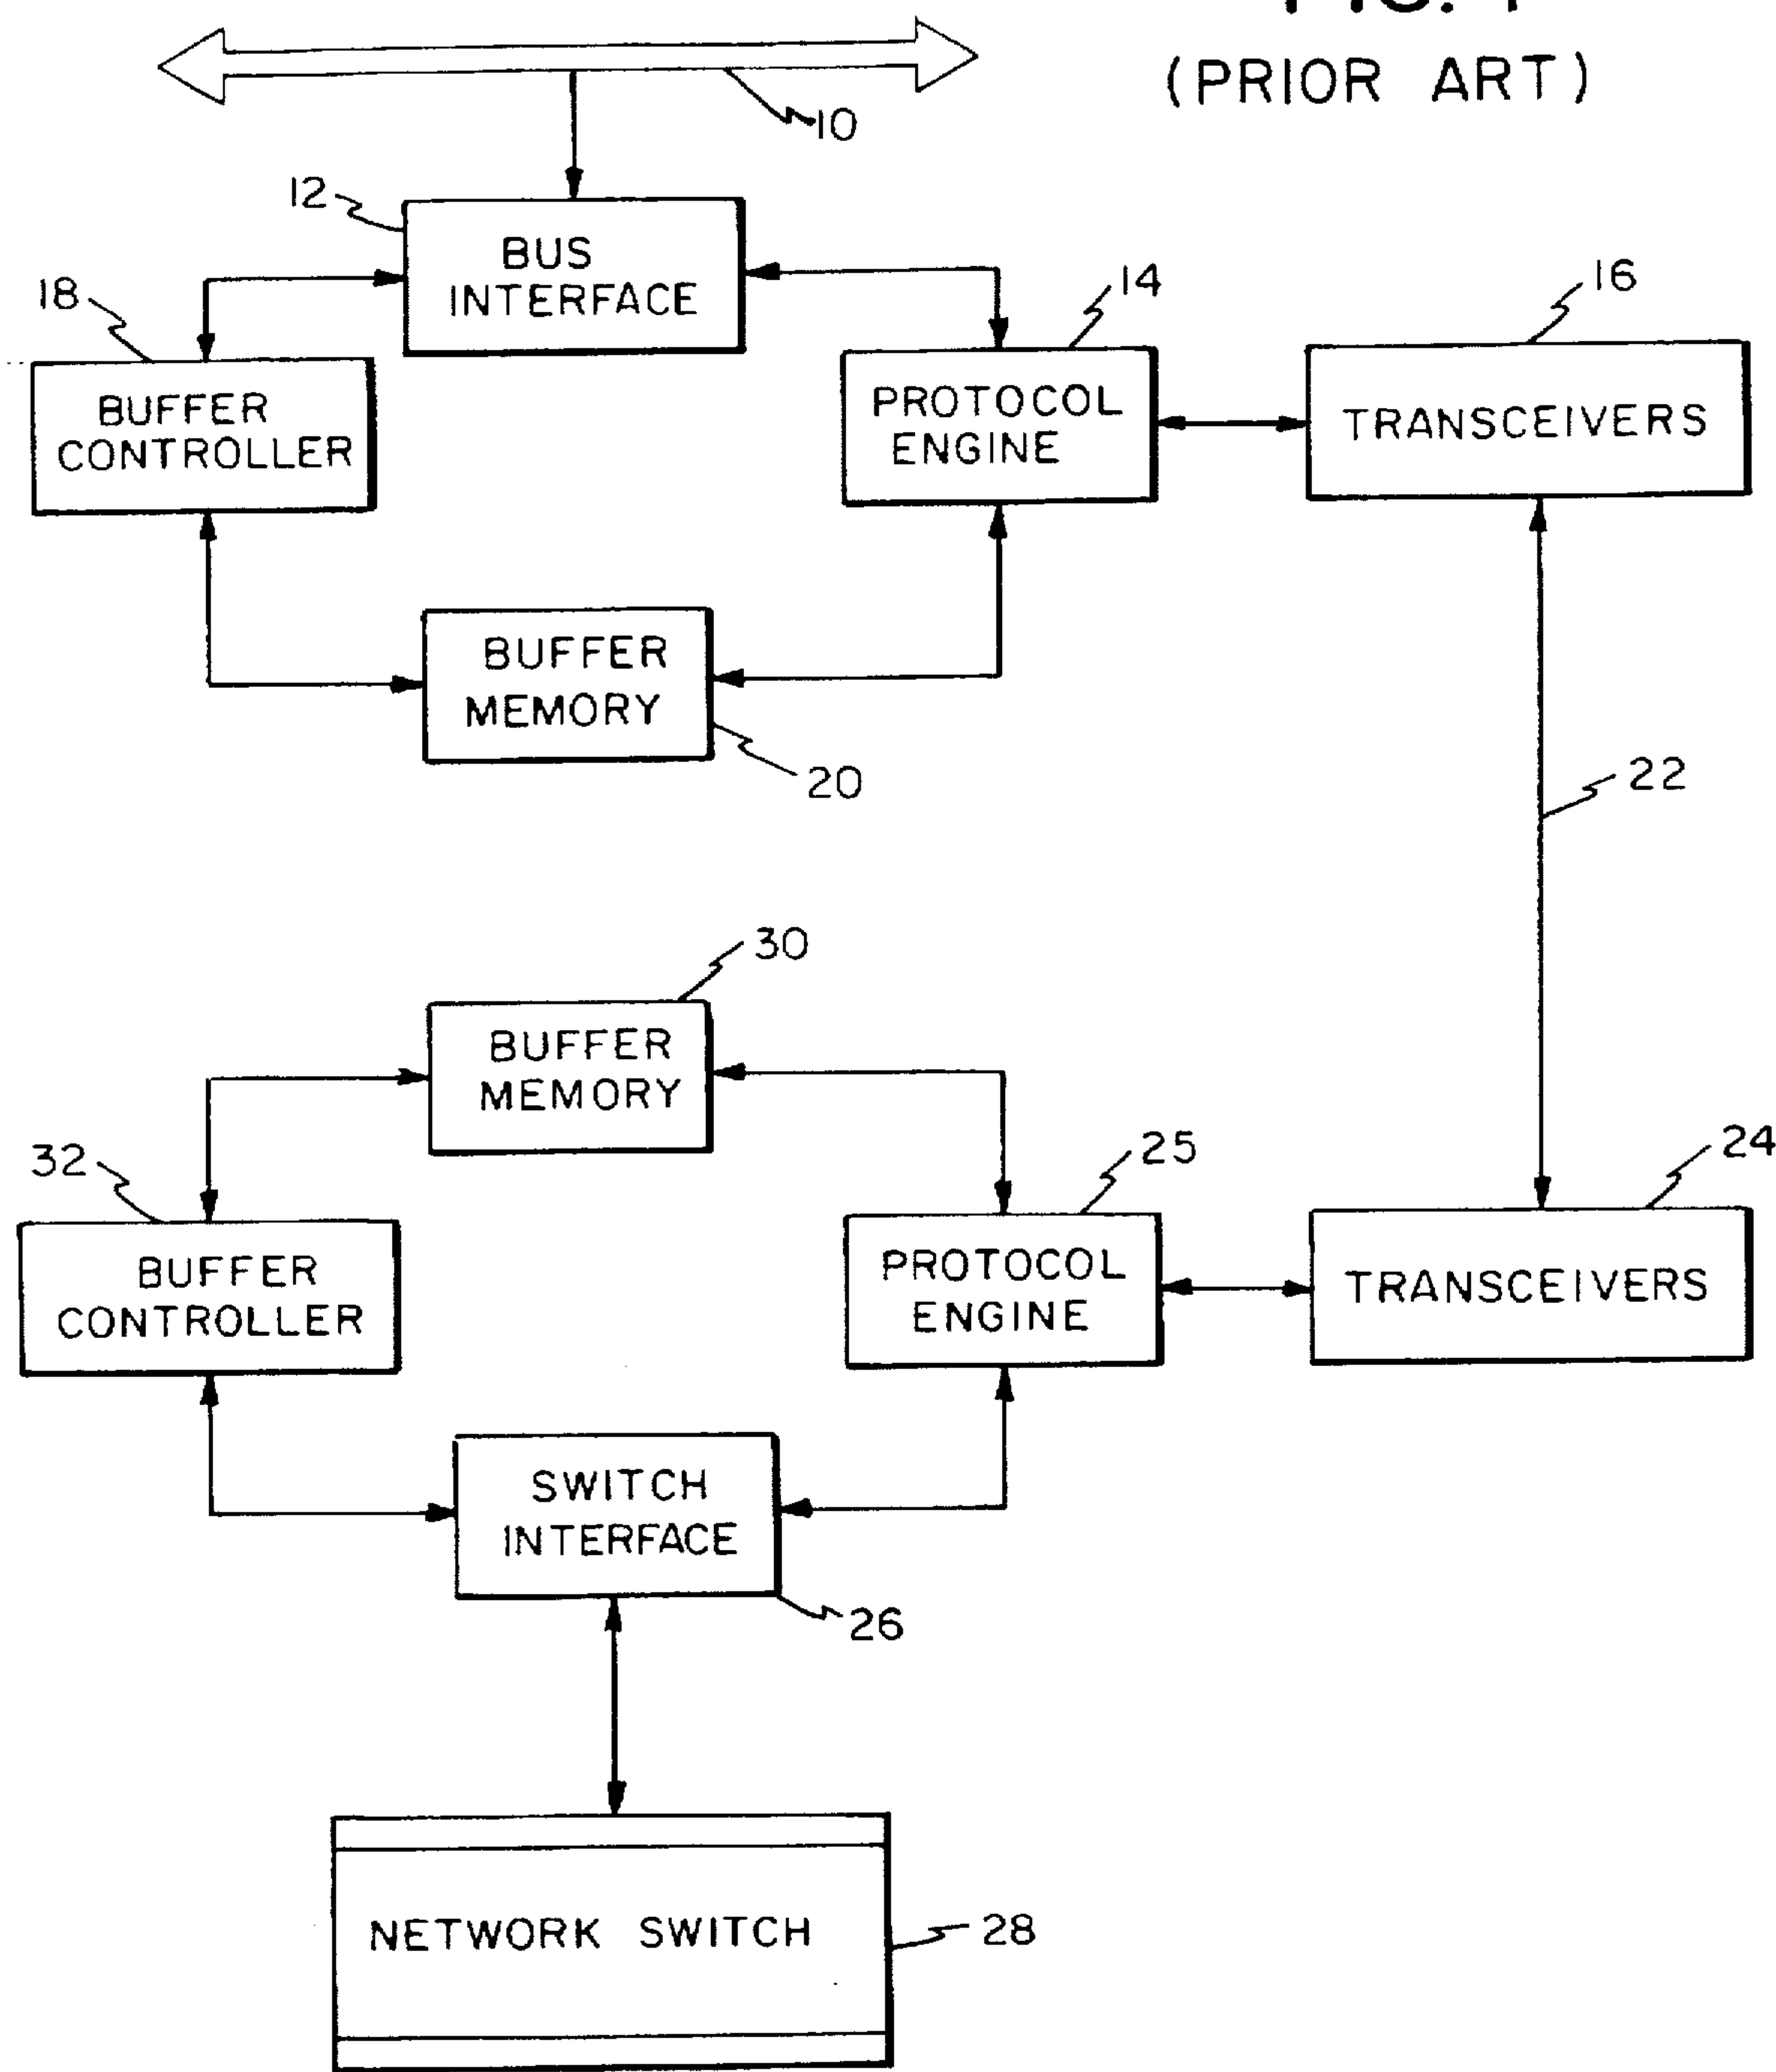 (PRIOR ART)
10
12
BUS
INTERFACE
18
14
16
BUFFER
CONTROLLER
PROTOCOL
ENGINE
TRANSCEIVERS
BUFFER
MEMORY
20
22
30
BUFFER
MEMORY
32
25
24
BUFFER
CONTROLLER
PROTOCOL
ENGINE
TRANSCEIVERS
SWITCH
INTERFACE
26
NETWORK SWITCH
28